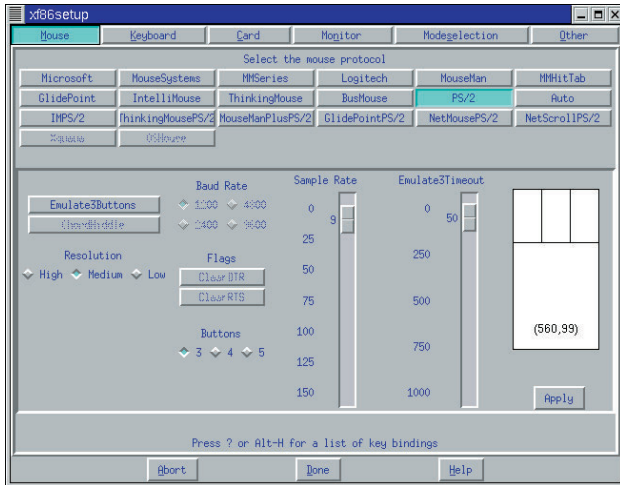 xf86setup
Mouse Keyboard Card Monitor Modeselection Other
Select the mouse protocol
Microsoft MouseSystems MMSeries Logitech MouseMan MMHitTab
GlidePoint IntelliMouse ThinkingMouse BusMouse PS/2 Auto
IMPS/2 ThinkingMousePS/2 MouseManPlusPS/2 GlidePointPS/2 NetMousePS/2 NetScrollPS/2
Xqueue OSMouse
Baud Rate Sample Rate Emulate3Timeout
Emulate3Buttons 1200 4800 0 9 0 50
ChordMiddle 2400 9600 25
Resolution Flags 250
High Medium Low ClearDTR 50
ClearRTS 75 500
Buttons 100 (560,99)
3 4 5 750
125
150 1000 Apply
Press ? or Alt-H for a list of key bindings
Abort Done Help